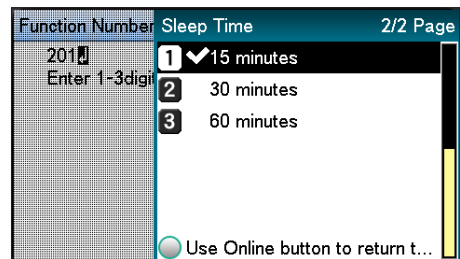 Function Number
201
Enter 1-3digi
Sleep Time 2/2 Page
1 15 minutes
2 30 minutes
3 60 minutes
Use Online button to return t...